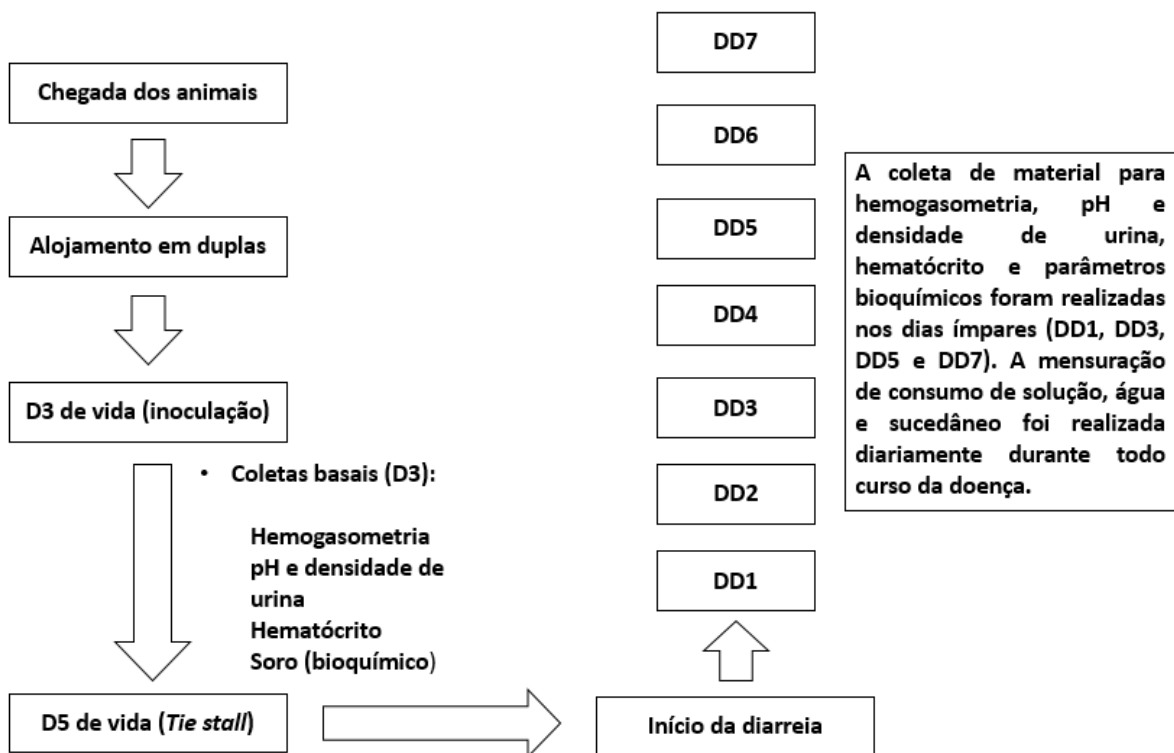 Chegada dos animais
Alojamento em duplas
D3 de vida (inoculação)
• Coletas basais (D3):
Hemogasometria
pH e densidade de
urina
Hematócrito
Soro (bioquímico)
D5 de vida (Tie stall)
Início da diarreia
DD7
DD6
DD5
DD4
DD3
DD2
DD1
A coleta de material para
hemogasometria, pH e
densidade de urina,
hematócrito e parâmetros
bioquímicos foram realizadas
nos dias ímpares (DD1, DD3,
DD5 e DD7). A mensuração
de consumo de solução, água
e sucedâneo foi realizada
diariamente durante todo
curso da doença.